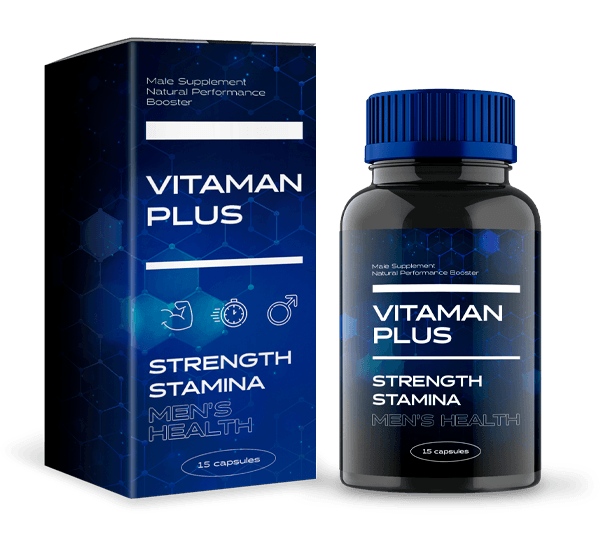 Male Supplement
Natural Performance
Booster
VITAMAN
PLUS
STRENGTH
STAMINA
MEN'S
HEALTH
15 capsules
Male Supplement
Natural Performance Booster
VITAMAN
PLUS
STRENGTH
STAMINA
MEN'S HEALTH
15 capsules